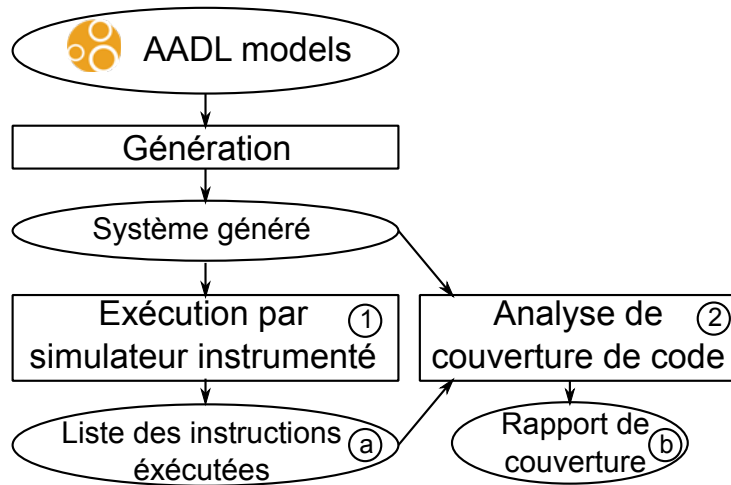 AADL models
Génération
Système généré
Exécution par
simulateur instrumenté
1
Analyse de
couverture de code
2
Liste des instructions
éxécutées
a
Rapport de
couverture
b